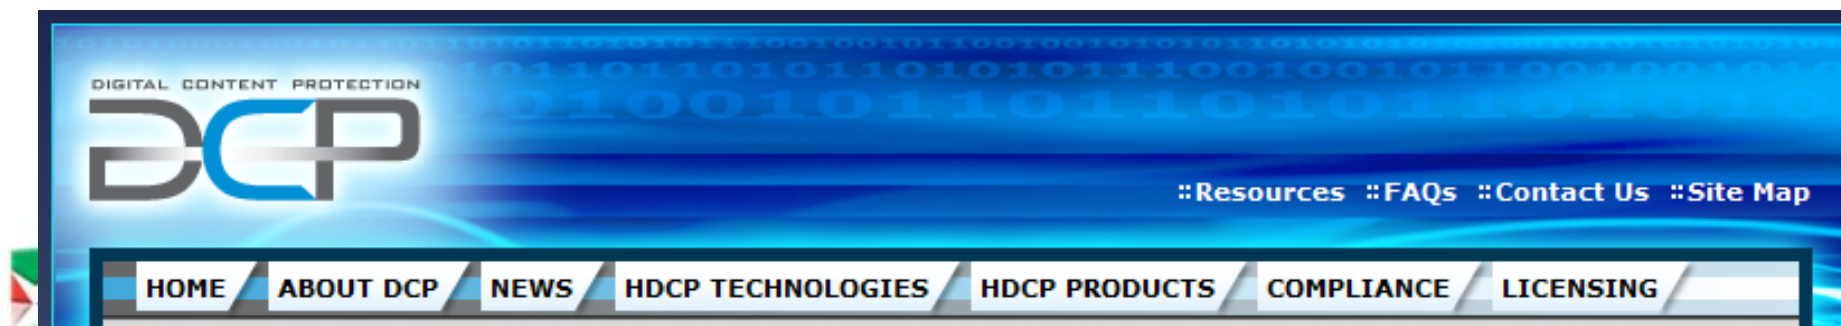 DIGITAL CONTENT PROTECTION
DCP
::Resources ::FAQs ::Contact Us ::Site Map
HOME ABOUT DCP NEWS HDCP TECHNOLOGIES HDCP PRODUCTS COMPLIANCE LICENSING